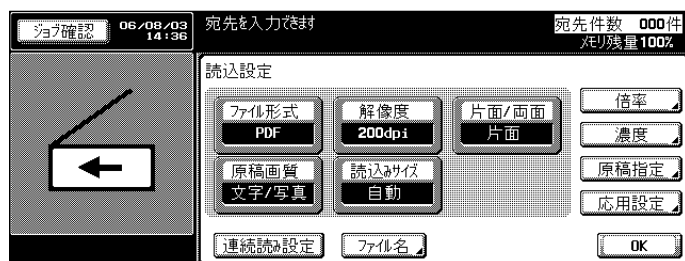 ジョブ確認 06/08/03 14:36
宛先を入力できます
宛先件数 000件
メモリ残量100%
読込設定
ファイル形式 解像度 片面/両面
PDF 200dpi 片面
原稿画質 読込みサイズ
文字/写真 自動
倍率
濃度
原稿指定
応用設定
連続読み設定 ファイル名 OK